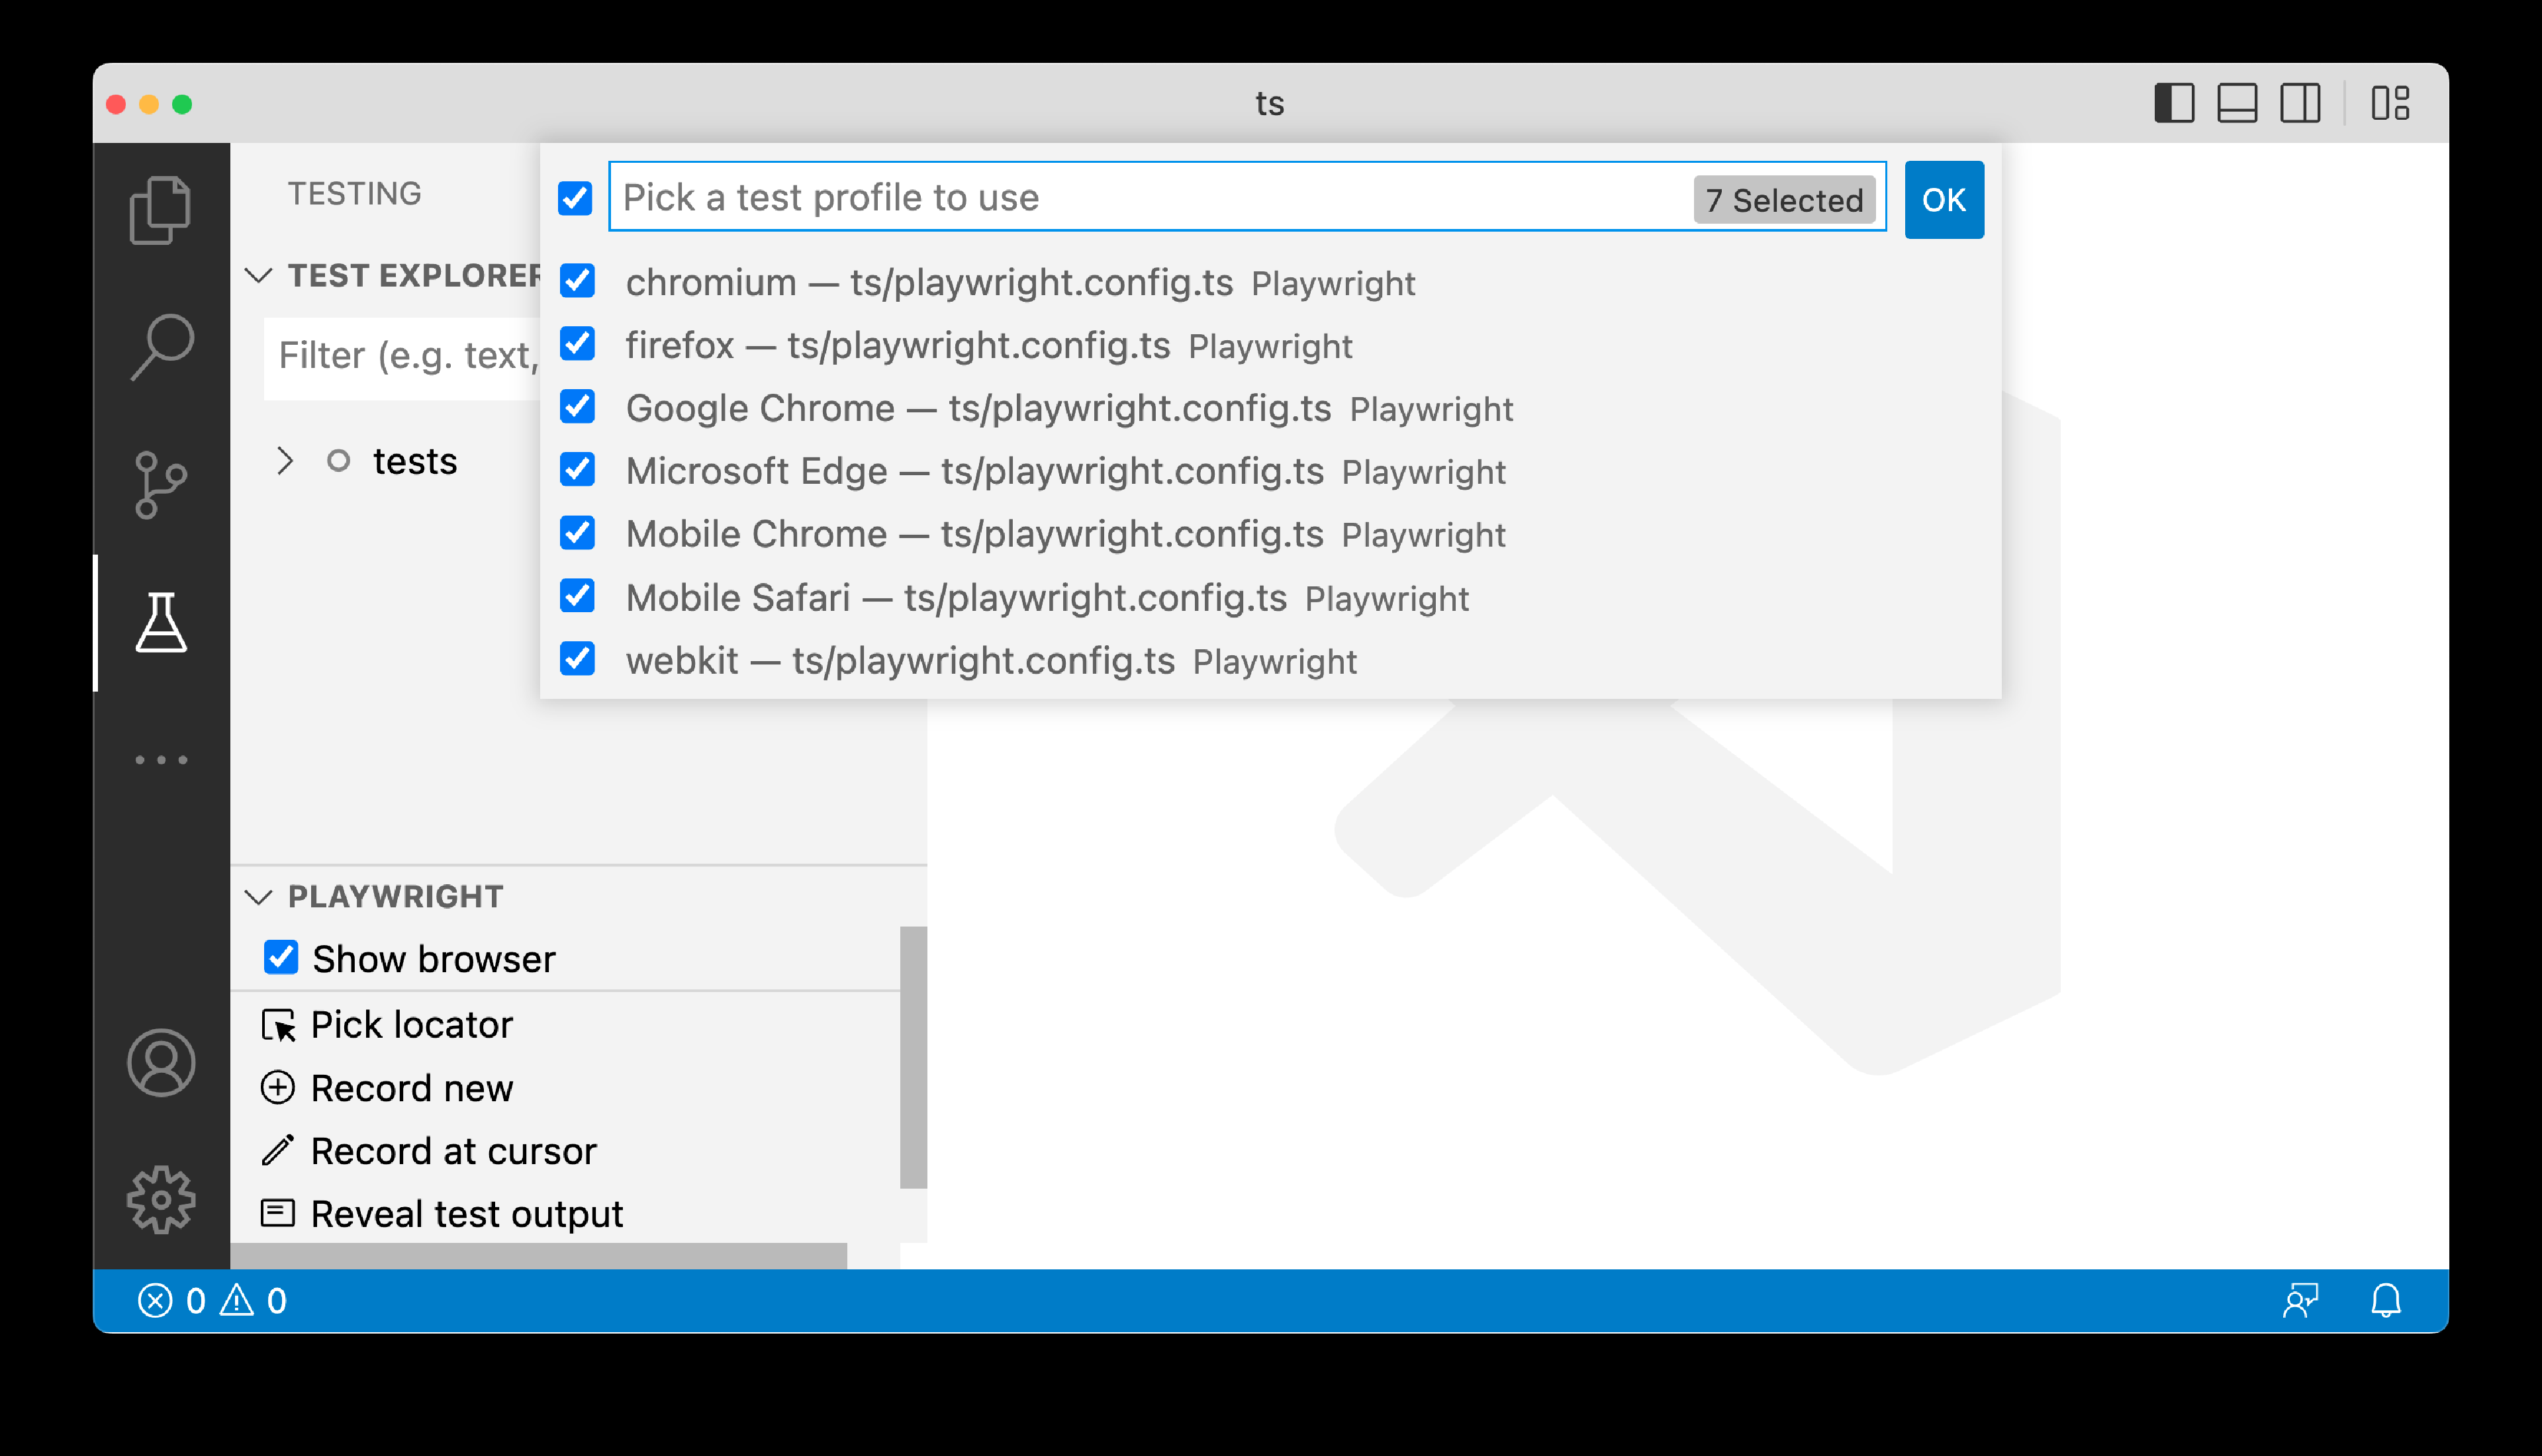 ts
TESTING
Pick a test profile to use
7 Selected
OK
TEST EXPLORER
Filter (e.g. text,
tests
chromium — ts/playwright.config.ts Playwright
firefox — ts/playwright.config.ts Playwright
Google Chrome — ts/playwright.config.ts Playwright
Microsoft Edge — ts/playwright.config.ts Playwright
Mobile Chrome — ts/playwright.config.ts Playwright
Mobile Safari — ts/playwright.config.ts Playwright
webkit — ts/playwright.config.ts Playwright
PLAYWRIGHT
Show browser
Pick locator
Record new
Record at cursor
Reveal test output
0 0